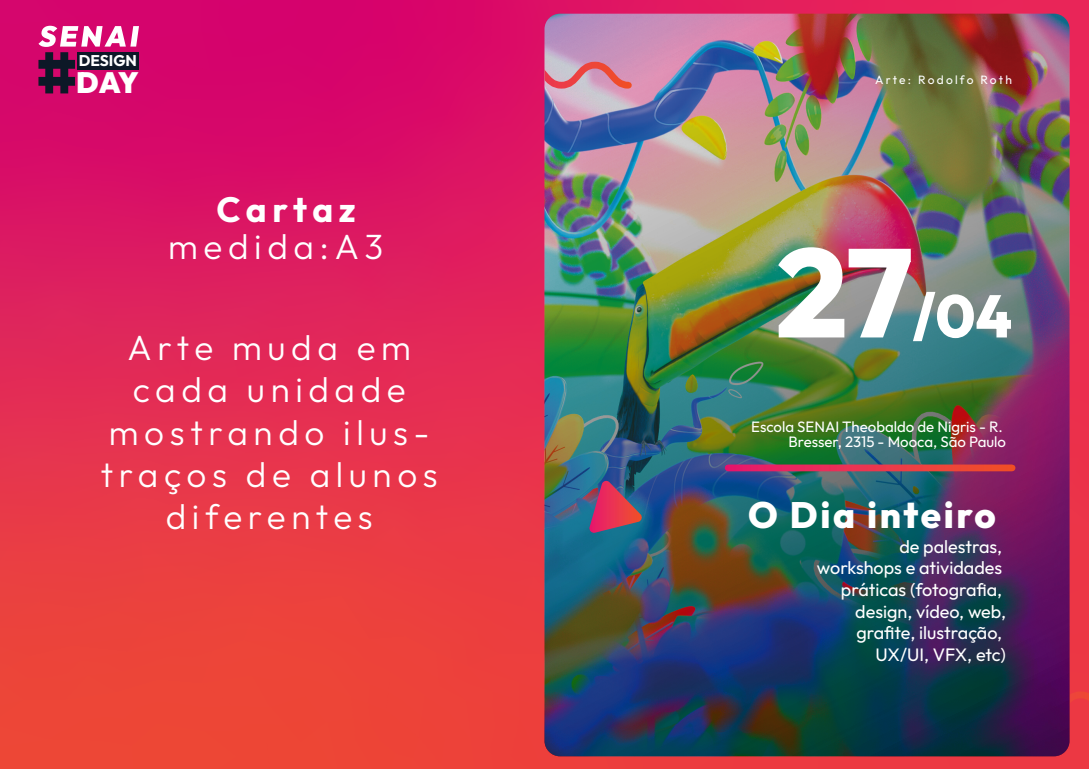 SENAI
# DESIGN
DAY
Cartaz
medida:A3
Arte muda em
cada unidade
mostrando ilus-
traços de alunos
diferentes
Arte: Rodolfo Roth
27/04
Escola SENAI Theobaldo de Nigris - R.
Bresser, 2315 - Mooca, São Paulo
O Dia inteiro
de palestras,
workshops e atividades
práticas (fotografia,
design, vídeo, web,
grafite, ilustração,
UX/UI, VFX, etc)